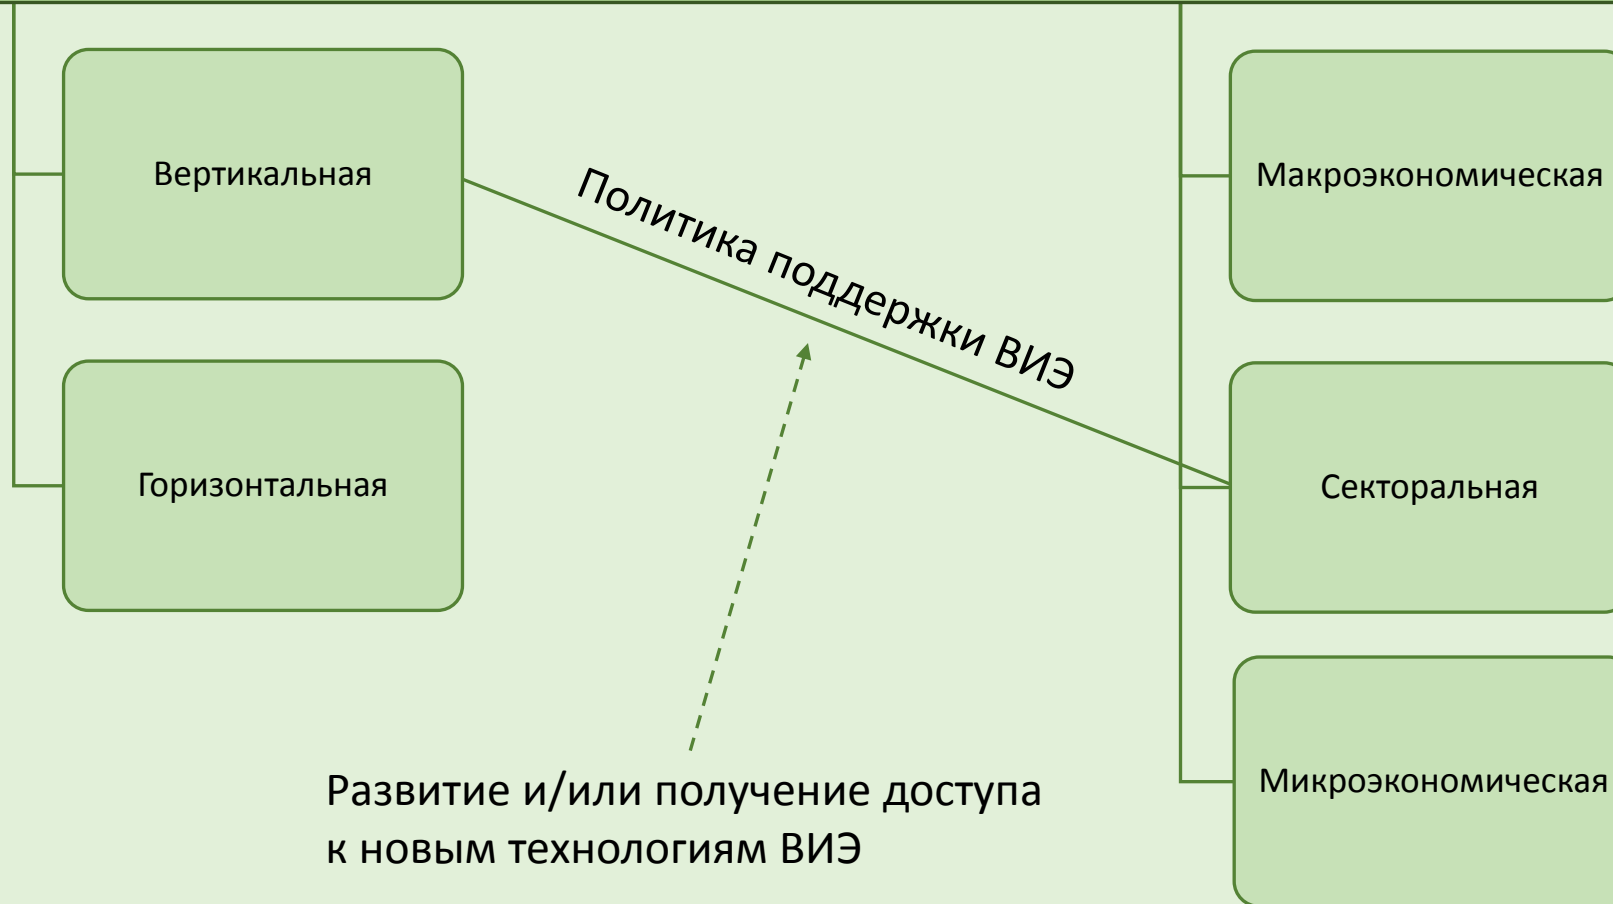 Вертикальная
Горизонтальная
Политика поддержки ВИЭ
Развитие и/или получение доступа
к новым технологиям ВИЭ
Макроэкономическая
Секторальная
Микроэкономическая